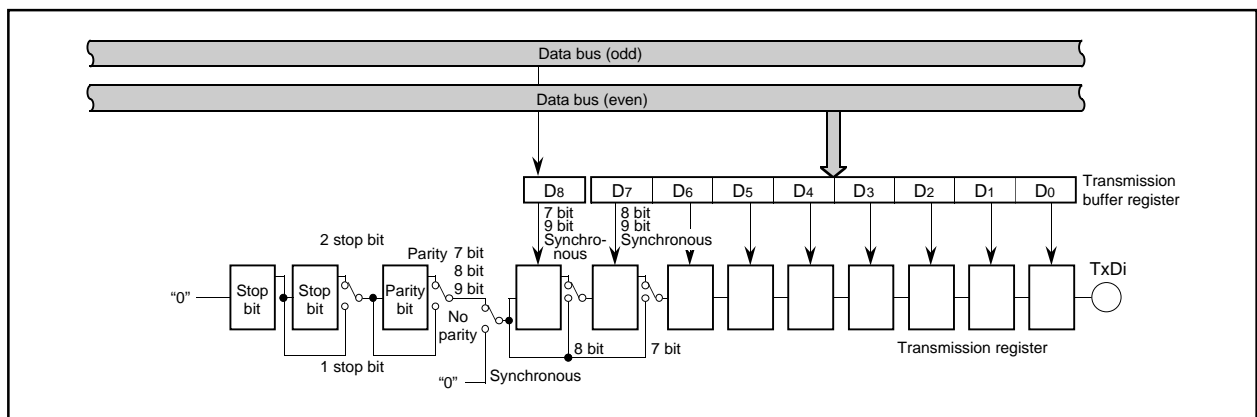 Data bus (odd)
Data bus (even)
D8 D7 D6 D5 D4 D3 D2 D1 D0
Transmission
buffer register
7 bit
9 bit
Synchro-
nous
8 bit
9 bit
Synchronous
2 stop bit
Parity
7 bit
8 bit
9 bit
TxDi
"0"
Stop
bit
Stop
bit
Parity
bit
No
parity
1 stop bit
"0"
Synchronous
8 bit
7 bit
Transmission register